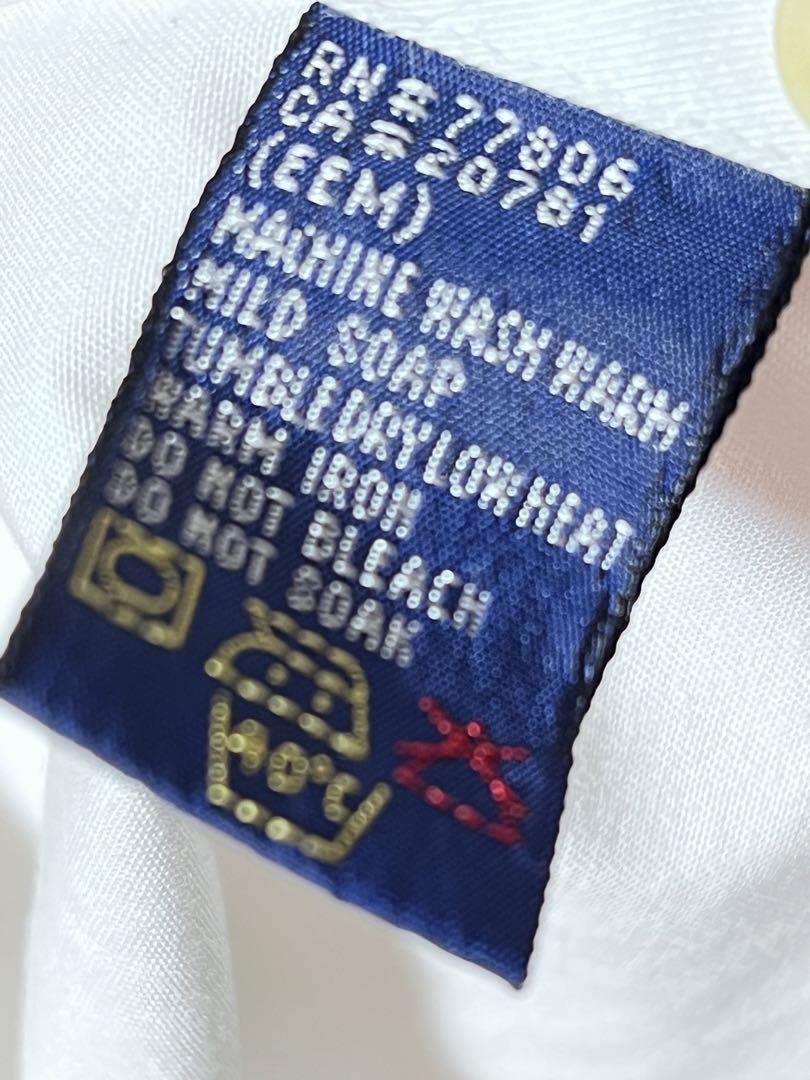 RN# 77806
CA# 20781
(EEM)
MACHINE WASH WARM
MILD SOAP
TUMBLE DRY LOW HEAT
WARM IRON
DO NOT BLEACH
DO NOT SOAK
40°C